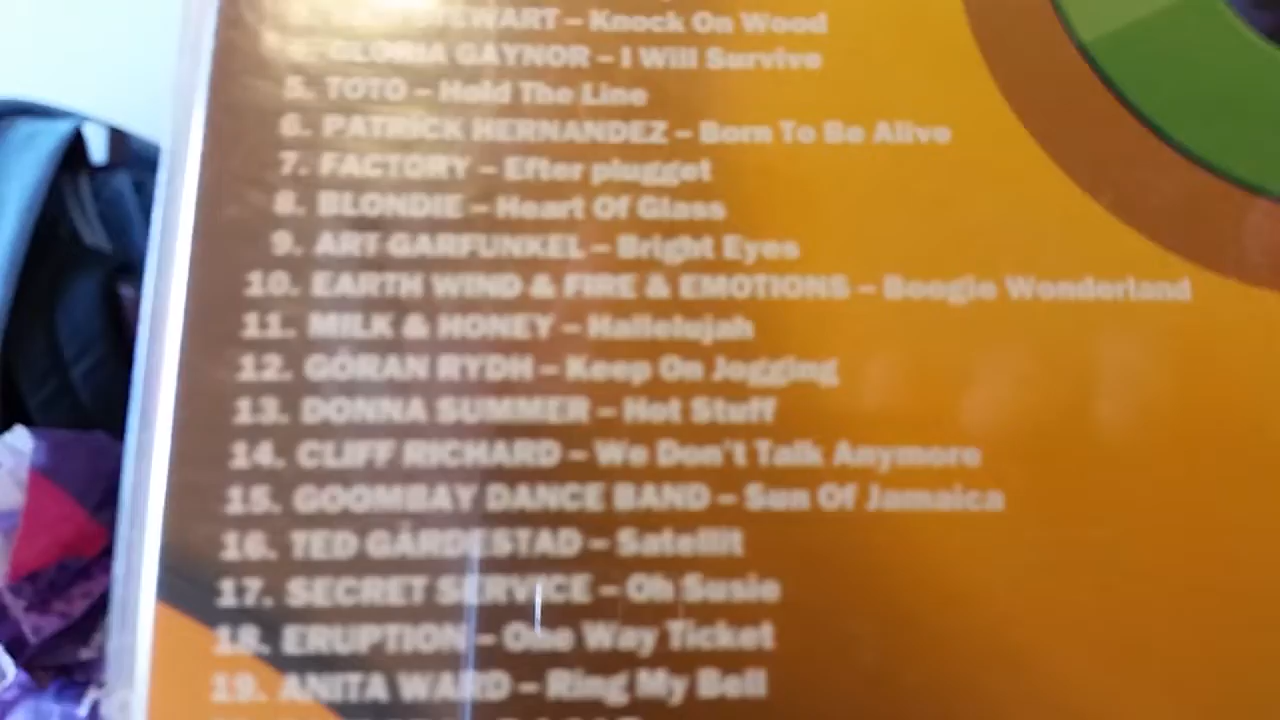 STEWART – Knock On Wood
4. GLORIA GAYNOR – I Will Survive
5. TOTO – Hold The Line
6. PATRICK HERNANDEZ – Born To Be Alive
7. FACTORY – Efter plugget
8. BLONDIE – Heart Of Glass
9. ART GARFUNKEL – Bright Eyes
10. EARTH WIND & FIRE & EMOTIONS – Boogie Wonderland
11. MILK & HONEY – Hallelujah
12. GÖRAN RYDH – Keep On Jogging
13. DONNA SUMMER – Hot Stuff
14. CLIFF RICHARD – We Don't Talk Anymore
15. GOOMBAY DANCE BAND – Sun Of Jamaica
16. TED GÄRDESTAD – Satellit
17. SECRET SERVICE – Oh Susie
18. ERUPTION – One Way Ticket
19. ANITA WARD – Ring My Bell